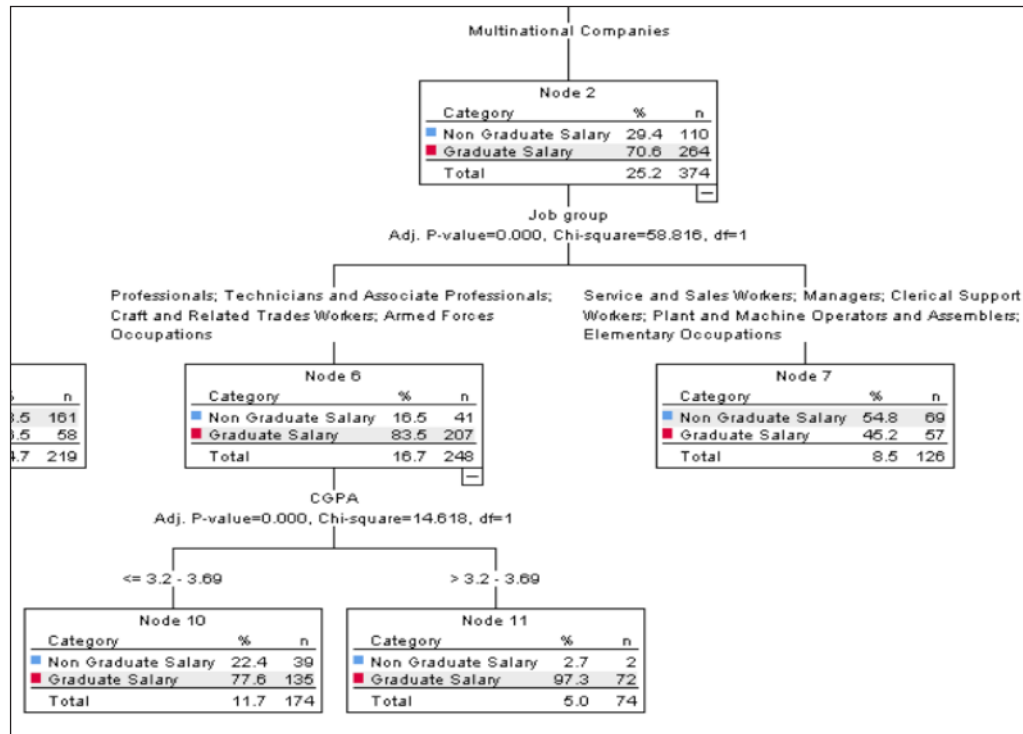 Multinational Companies
Node 2
Category % n
Non Graduate Salary 29.4 110
Graduate Salary 70.6 264
Total 25.2 374
Job group
Adj. P-value=0.000, Chi-square=58.816, df=1
Professionals; Technicians and Associate Professionals;
Craft and Related Trades Workers; Armed Forces
Occupations
Service and Sales Workers; Managers; Clerical Support
Workers; Plant and Machine Operators and Assemblers;
Elementary Occupations
% n
.5 161
.5 58
.7 219
Node 6
Category % n
Non Graduate Salary 16.5 41
Graduate Salary 83.5 207
Total 16.7 248
Node 7
Category % n
Non Graduate Salary 54.8 69
Graduate Salary 45.2 57
Total 8.5 126
CGPA
Adj. P-value=0.000, Chi-square=14.618, df=1
<= 3.2 - 3.69
> 3.2 - 3.69
Node 10
Category % n
Non Graduate Salary 22.4 39
Graduate Salary 77.6 135
Total 11.7 174
Node 11
Category % n
Non Graduate Salary 2.7 2
Graduate Salary 97.3 72
Total 5.0 74